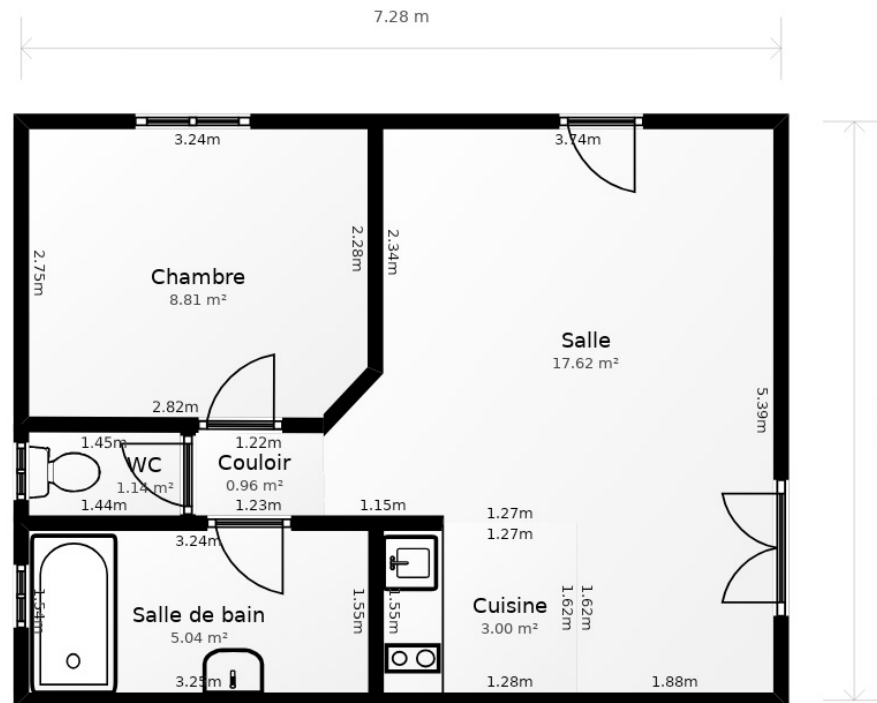 7.28 m
3.24m
3.74m
2.75m
2.28m
2.34m
Chambre
8.81 m²
Salle
17.62 m²
5.39m
2.82m
1.45m
1.22m
WC
1.14 m²
Couloir
0.96 m²
1.44m
1.23m
1.15m
1.27m
1.27m
3.24m
1.54m
Salle de bain
5.04 m²
1.55m
1.55m
Cuisine
3.00 m²
1.62m
1.62m
3.25m
1.28m
1.88m